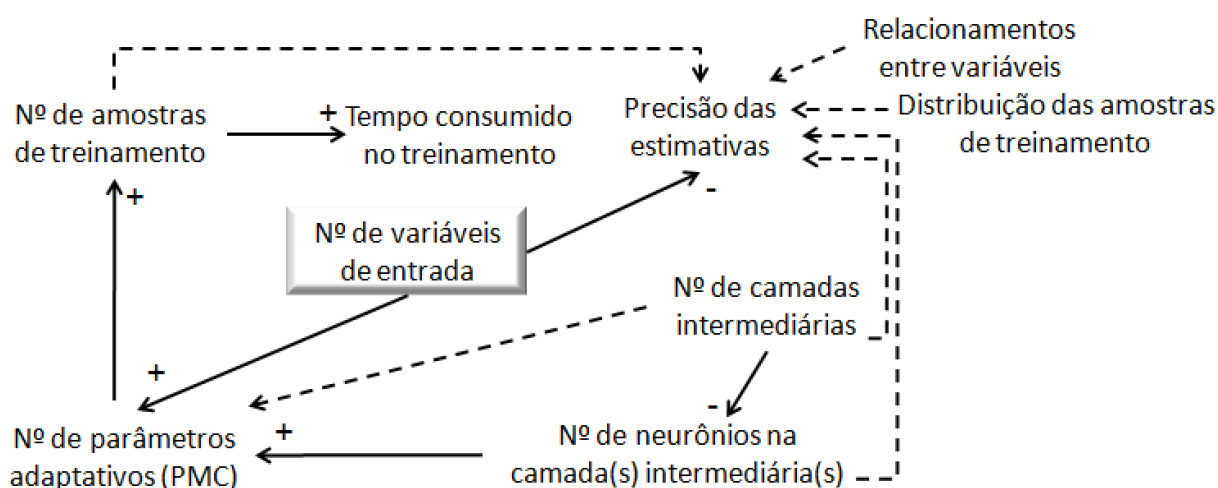 Relacionamentos
entre variáveis
Nº de amostras
de treinamento
+
+ Tempo consumido
no treinamento
Precisão das
estimativas
-
Distribuição das amostras
de treinamento
Nº de variáveis
de entrada
Nº de camadas
intermediárias
+
-
Nº de parâmetros
adaptativos (PMC)
+
Nº de neurônios na
camada(s) intermediária(s)